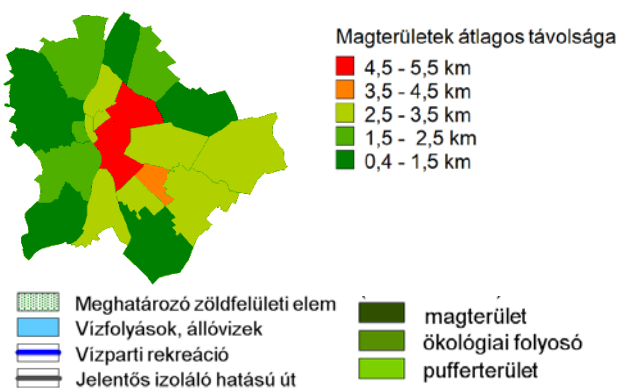 Magterületek átlagos távolsága
4,5 - 5,5 km
3,5 - 4,5 km
2,5 - 3,5 km
1,5 - 2,5 km
0,4 - 1,5 km
Meghatározó zöldfelületi elem
Vízfolyások, állóvizek
Vízparti rekreáció
Jelentős izoláló hatású út
magterület
ökológiai folyosó
pufferterület